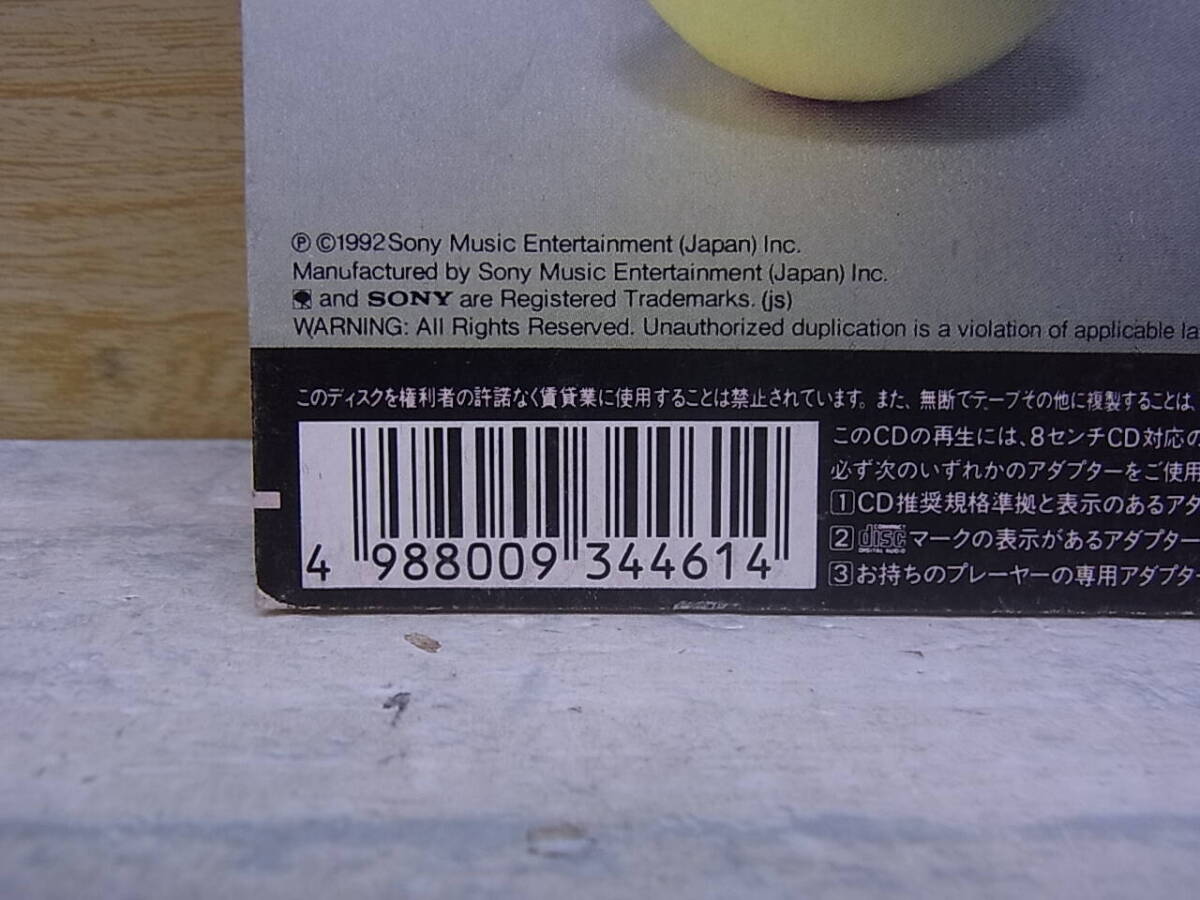 Ⓟ©1992 Sony Music Entertainment (Japan) Inc.
Manufactured by Sony Music Entertainment (Japan) Inc.
and SONY are Registered Trademarks. (js)
WARNING: All Rights Reserved. Unauthorized duplication is a violation of applicable la
このディスクを権利者の許諾なく賃貸業に使用することは禁止されています。また、無断でテープその他に複製することは、
このCDの再生には、8センチCD対応の
必ず次のいずれかのアダプターをご使用
1 CD推奨規格準拠と表示のあるアダ
2 COMPACT disc DIGITAL AUDIO マークの表示があるアダプター
3 お持ちのプレーヤーの専用アダプター
4 988009 344614